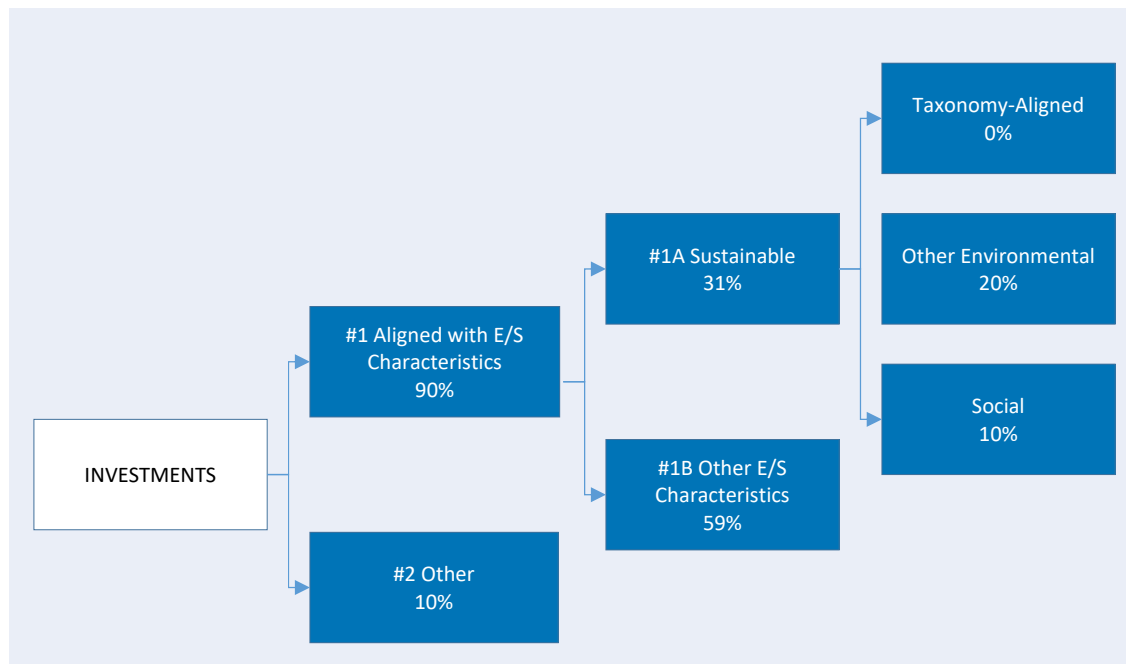 INVESTMENTS
#1 Aligned with E/S
Characteristics
90%
#2 Other
10%
#1A Sustainable
31%
#1B Other E/S
Characteristics
59%
Taxonomy-Aligned
0%
Other Environmental
20%
Social
10%